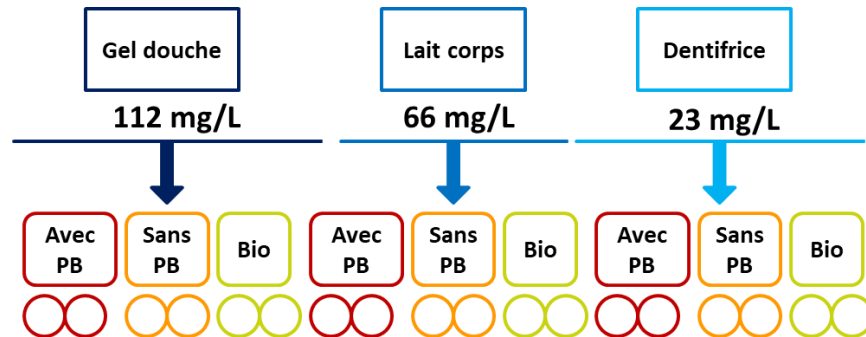 Gel douche
Lait corps
Dentifrice
112 mg/L
66 mg/L
23 mg/L
Avec
PB
Sans
PB
Bio
Avec
PB
Sans
PB
Bio
Avec
PB
Sans
PB
Bio